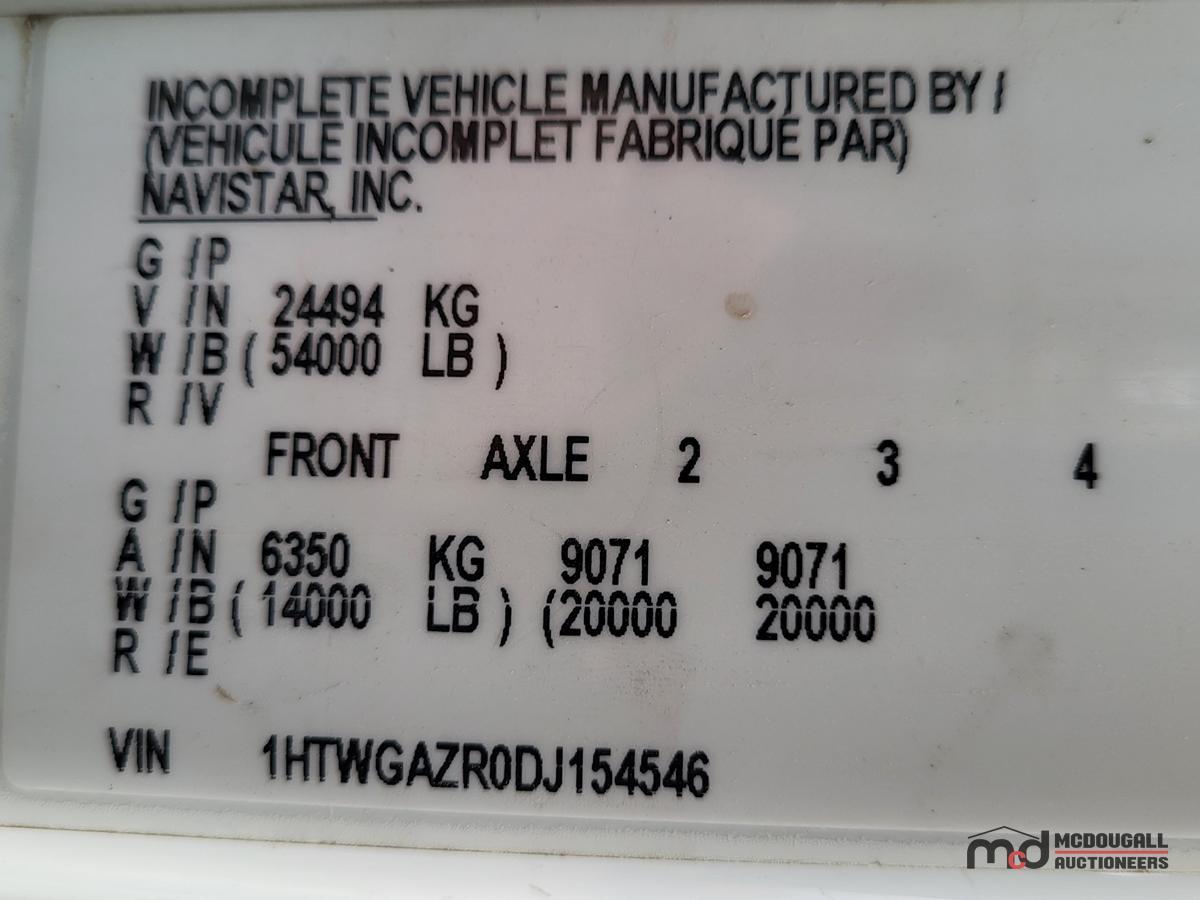 INCOMPLETE VEHICLE MANUFACTURED BY /
(VEHICULE INCOMPLET FABRIQUE PAR)
NAVISTAR, INC.
G /P
V /N 24494 KG
W /B ( 54000 LB )
R /V
FRONT AXLE 2 3 4
G /P
A /N 6350 KG 9071 9071
W /B ( 14000 LB ) (20000 20000
R /E
VIN 1HTWGAZR0DJ154546
mcd MCDOUGALL
AUCTIONEERS